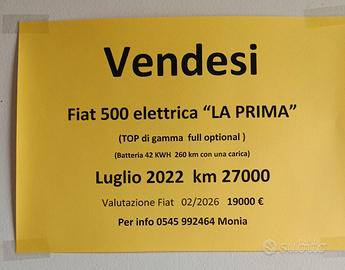 Vendesi
Fiat 500 elettrica “LA PRIMA”
(TOP di gamma full optional )
(Batteria 42 KWH 260 km con una carica)
Luglio 2022 km 27000
Valutazione Fiat 02/2026 19000 €
Per info 0545 992464 Monia
subito